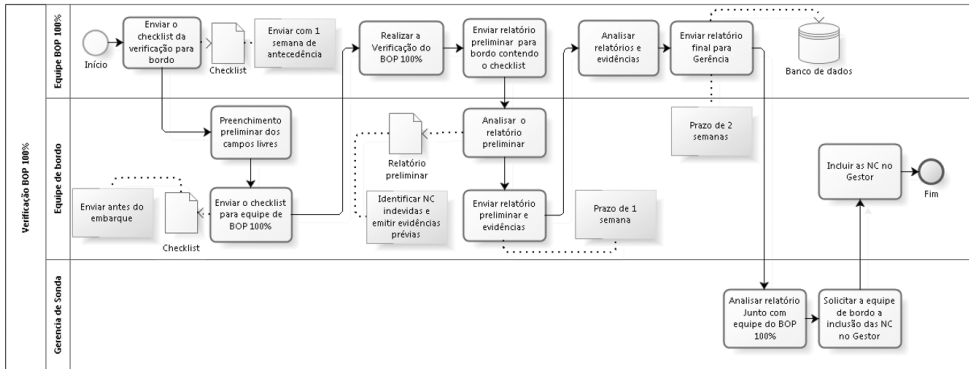 Verificação BOP 100%
Equipe BOP 100%
Início
Enviar o
checklist da
verificação para
bordo
Checklist
Enviar com 1
semana de
antecedência
Realizar a
Verificação do
BOP 100%
Enviar relatório
preliminar para
bordo contendo
o checklist
Analisar
relatórios e
evidências
Enviar relatório
final para
Gerência
Banco de dados
Equipe de bordo
Preenchimento
preliminar dos
campos livres
Enviar antes do
embarque
Checklist
Enviar o checklist
para equipe de
BOP 100%
Relatório
preliminar
Identificar NC
indevidas e
emitir evidências
prévias
Analisar o
relatório
preliminar
Enviar relatório
preliminar e
evidências
Prazo de 1
semana
Prazo de 2
semanas
Incluir as NC no
Gestor
Fim
Gerencia de Sonda
Analisar relatório
Junto com
equipe do BOP
100%
Solicitar a equipe
de bordo a
inclusão das NC
no Gestor